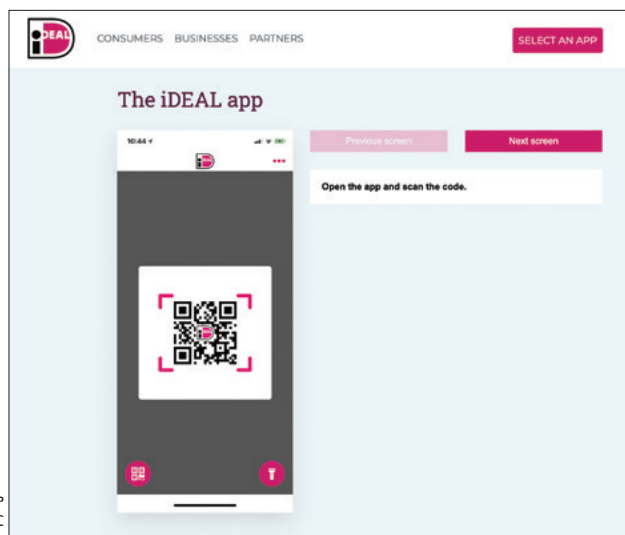 iDEAL
CONSUMERS BUSINESSES PARTNERS
SELECT AN APP
The iDEAL app
10:44
Previous screen
Next screen
Open the app and scan the code.